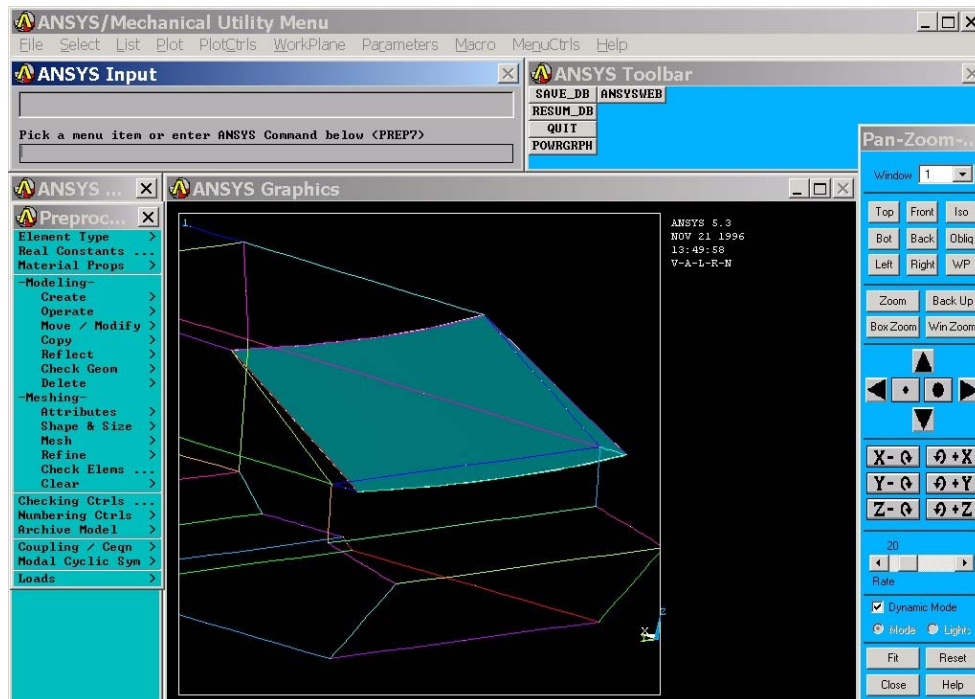 ANSYS/Mechanical Utility Menu
File Select List Plot PlotCtrls WorkPlane Parameters Macro MenuCtrls Help
ANSYS Input
Pick a menu item or enter ANSYS Command below (PREP7)
ANSYS Toolbar
SAVE_DB ANSYSWEB
RESUM_DB
QUIT
POWRGRPH
ANSYS ...
Preproc...
Element Type >
Real Constants ...
Material Props >
-Modeling-
Create >
Operate >
Move / Modify >
Copy >
Reflect >
Check Geom >
Delete >
-Meshing-
Attributes >
Shape & Size >
Mesh >
Refine >
Check Elems ...
Clear >
Checking Ctrls ...
Numbering Ctrls >
Archive Model >
Coupling / Ceqn >
Modal Cyclic Sym >
Loads >
ANSYS Graphics
1
ANSYS 5.3
NOV 21 1996
13:49:58
V-A-L-R-N
Z
X
Pan-Zoom-...
Window 1
Top Front Iso
Bot Back Obliq
Left Right WP
Zoom Back Up
Box Zoom Win Zoom
X- +X
Y- +Y
Z- +Z
20
Rate
Dynamic Mode
Mode Lights
Fit Reset
Close Help